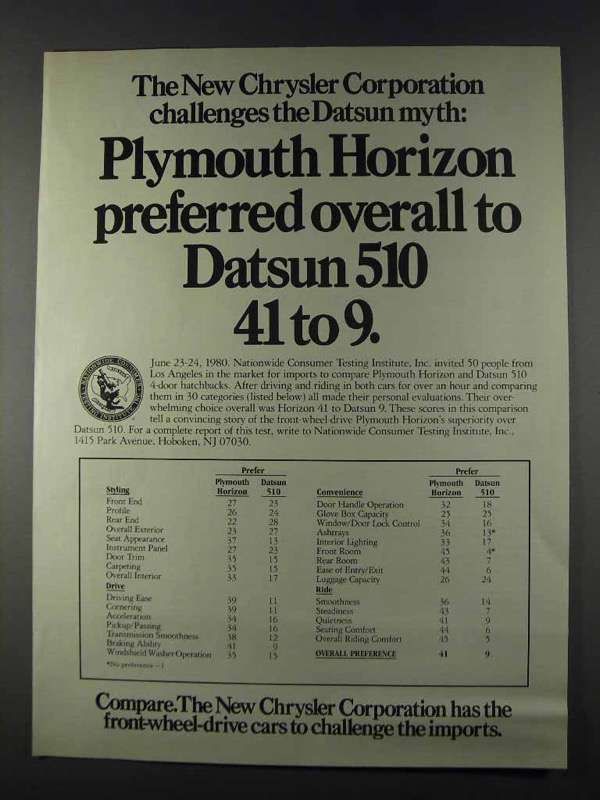 The New Chrysler Corporation
challenges the Datsun myth:
Plymouth Horizon
preferred overall to
Datsun 510
41 to 9.
June 23-24, 1980. Nationwide Consumer Testing Institute, Inc. invited 50 people from
Los Angeles in the market for imports to compare Plymouth Horizon and Datsun 510
4-door hatchbacks. After driving and riding in both cars for over an hour and comparing
them in 30 categories (listed below) all made their personal evaluations. Their over-
whelming choice overall was Horizon 41 to Datsun 9. These scores in this comparison
tell a convincing story of the front-wheel-drive Plymouth Horizon's superiority over
Datsun 510. For a complete report of this test, write to Nationwide Consumer Testing Institute, Inc.,
1415 Park Avenue, Hoboken, NJ 07030.
NATIONWIDE CONSUMER TESTING INSTITUTE
Prefer
Plymouth Datsun
Styling Horizon 510
Front End 27 23
Profile 26 24
Rear End 22 28
Overall Exterior 23 27
Seat Appearance 37 13
Instrument Panel 27 23
Door Trim 35 15
Carpeting 35 15
Overall Interior 33 17
Drive
Driving Ease 39 11
Cornering 39 11
Acceleration 34 16
Pickup/Passing 34 16
Transmission Smoothness 38 12
Braking Ability 41 9
Windshield Washer Operation 35 15
*No preference – 1
Prefer
Plymouth Datsun
Convenience Horizon 510
Door Handle Operation 32 18
Glove Box Capacity 25 25
Window/Door Lock Control 34 16
Ashtrays 36 13*
Interior Lighting 33 17
Front Room 45 4*
Rear Room 43 7
Ease of Entry/Exit 44 6
Luggage Capacity 26 24
Ride
Smoothness 36 14
Steadiness 43 7
Quietness 41 9
Seating Comfort 44 6
Overall Riding Comfort 45 5
OVERALL PREFERENCE 41 9
Compare. The New Chrysler Corporation has the
front-wheel-drive cars to challenge the imports.